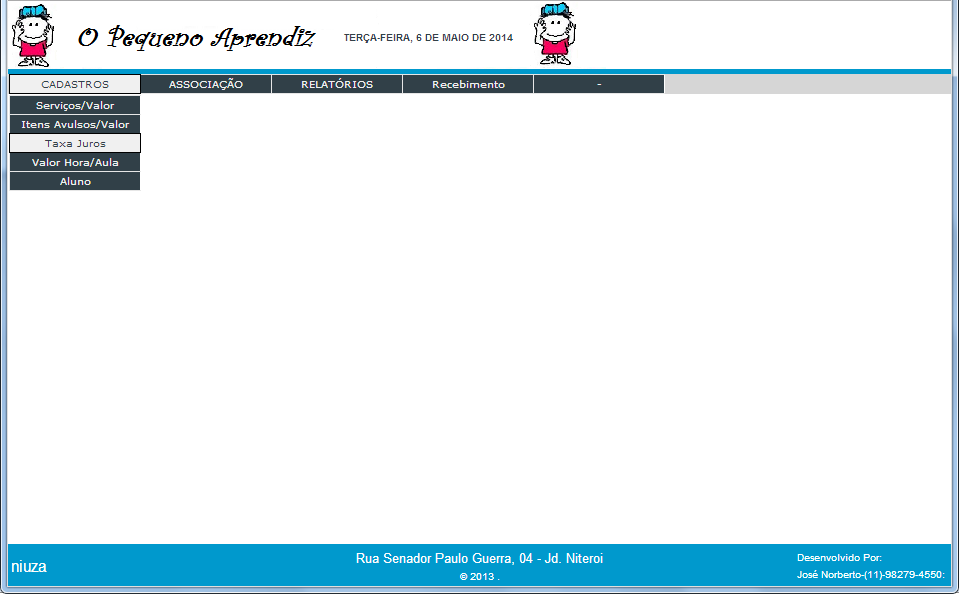 O Pequeno Aprendiz
TERÇA-FEIRA, 6 DE MAIO DE 2014
CADASTROS
ASSOCIAÇÃO
RELATÓRIOS
Recebimento
-
Serviços/Valor
Itens Avulsos/Valor
Taxa Juros
Valor Hora/Aula
Aluno
niuza
Rua Senador Paulo Guerra, 04 - Jd. Niteroi
© 2013 .
Desenvolvido Por:
José Norberto-(11)-98279-4550: